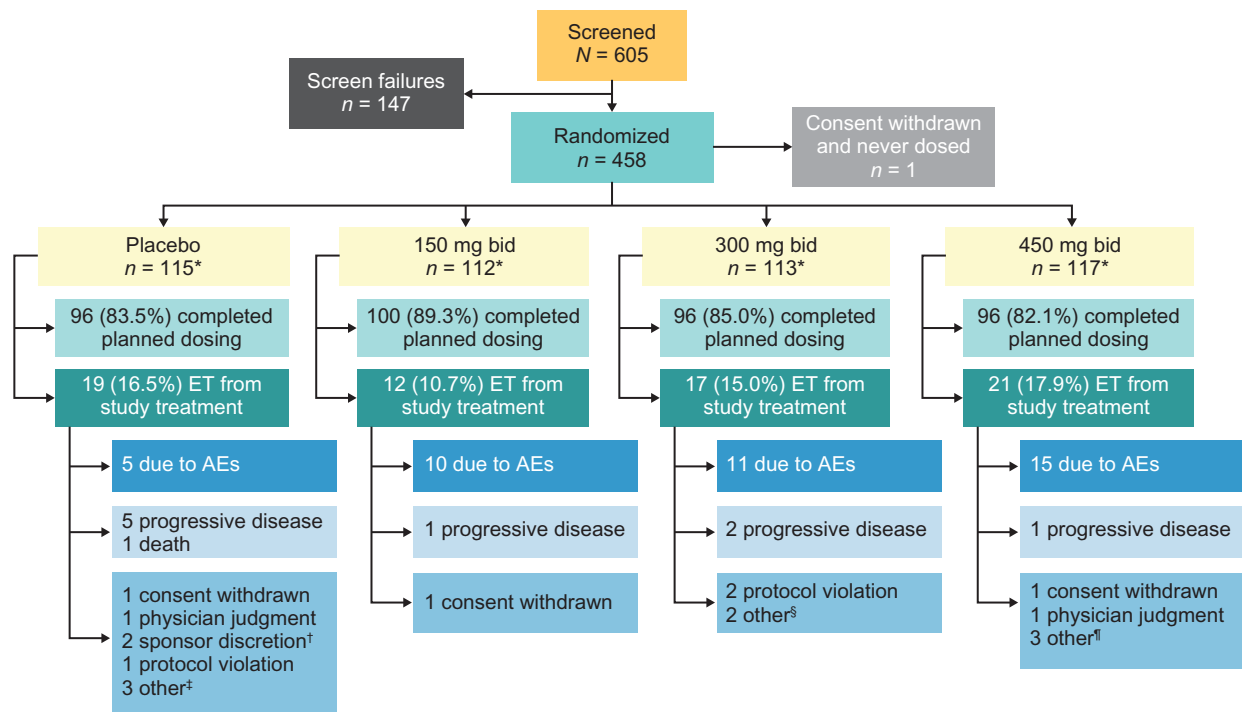 Screened
N = 605
Screen failures
n = 147
Randomized
n = 458
Consent withdrawn
and never dosed
n = 1
Placebo
n = 115*
150 mg bid
n = 112*
300 mg bid
n = 113*
450 mg bid
n = 117*
96 (83.5%) completed
planned dosing
100 (89.3%) completed
planned dosing
96 (85.0%) completed
planned dosing
96 (82.1%) completed
planned dosing
19 (16.5%) ET from
study treatment
12 (10.7%) ET from
study treatment
17 (15.0%) ET from
study treatment
21 (17.9%) ET from
study treatment
5 due to AEs
10 due to AEs
11 due to AEs
15 due to AEs
5 progressive disease
1 death
1 progressive disease
2 progressive disease
1 progressive disease
1 consent withdrawn
1 physician judgment
2 sponsor discretion†
1 protocol violation
3 other‡
1 consent withdrawn
2 protocol violation
2 other§
1 consent withdrawn
1 physician judgment
3 other¶